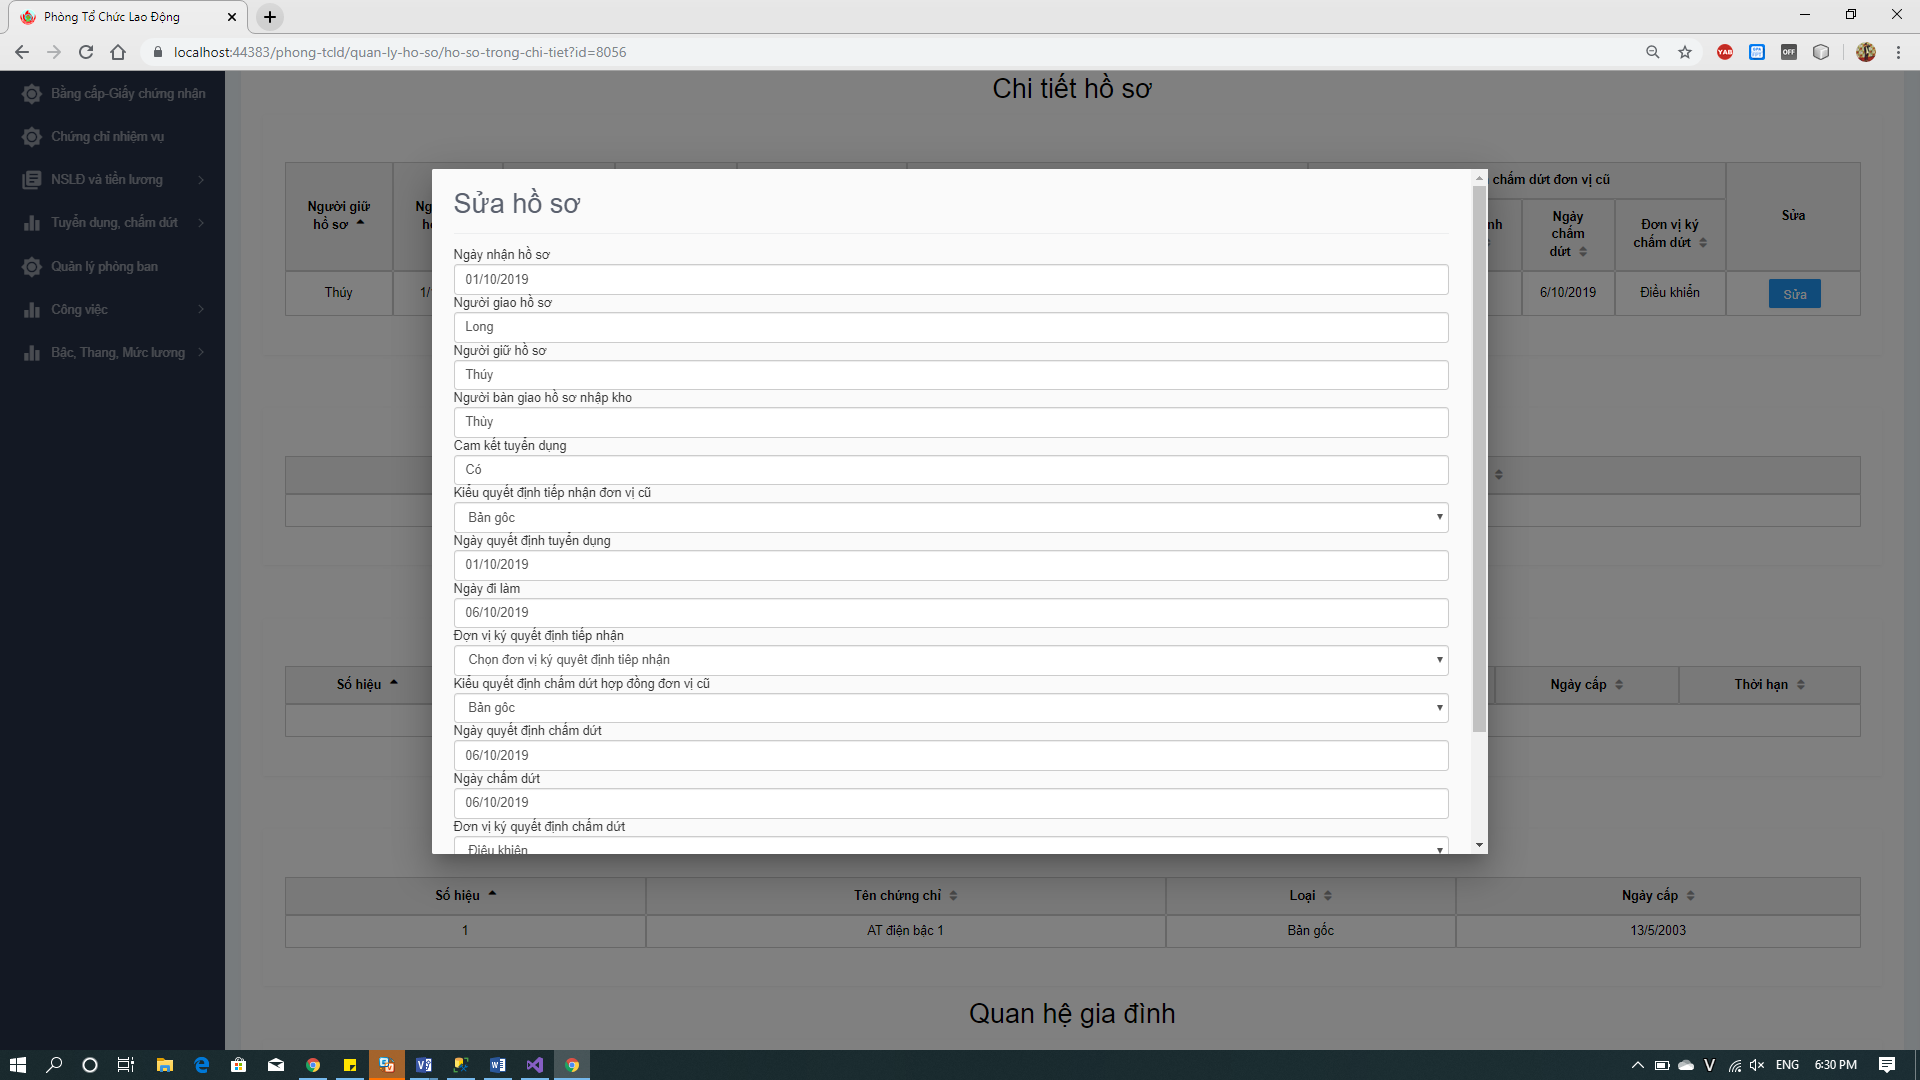 Phòng Tổ Chức Lao Động
localhost:44383/phong-tcld/quan-ly-ho-so/ho-so-trong-chi-tiet?id=8056
YAB
OFF
Bằng cấp-Giấy chứng nhận
Chứng chỉ nhiệm vụ
NSLĐ và tiền lương
Tuyển dụng, chấm dứt
Quản lý phòng ban
Công việc
Bậc, Thang, Mức lương
Chi tiết hồ sơ
Người giữ
hồ sơ
chấm dứt đơn vị cũ
Ngày
chấm
dứt
Đơn vị ký
chấm dứt
Sửa
Thúy
6/10/2019
Điều khiển
Sửa
Sửa hồ sơ
Ngày nhận hồ sơ
01/10/2019
Người giao hồ sơ
Long
Người giữ hồ sơ
Thúy
Người bàn giao hồ sơ nhập kho
Thùy
Cam kết tuyển dụng
Có
Kiểu quyết định tiếp nhận đơn vị cũ
Bản gốc
Ngày quyết định tuyển dụng
01/10/2019
Ngày đi làm
06/10/2019
Đợn vị ký quyết định tiếp nhận
Chọn đơn vị ký quyết định tiếp nhận
Kiểu quyết định chấm dứt hợp đồng đơn vị cũ
Bản gốc
Ngày quyết định chấm dứt
06/10/2019
Ngày chấm dứt
06/10/2019
Đơn vị ký quyết định chấm dứt
Điều khiển
Số hiệu
Ngày cấp
Thời hạn
Số hiệu
Tên chứng chỉ
Loại
Ngày cấp
1
AT điện bậc 1
Bản gốc
13/5/2003
Quan hệ gia đình
ENG
6:30 PM